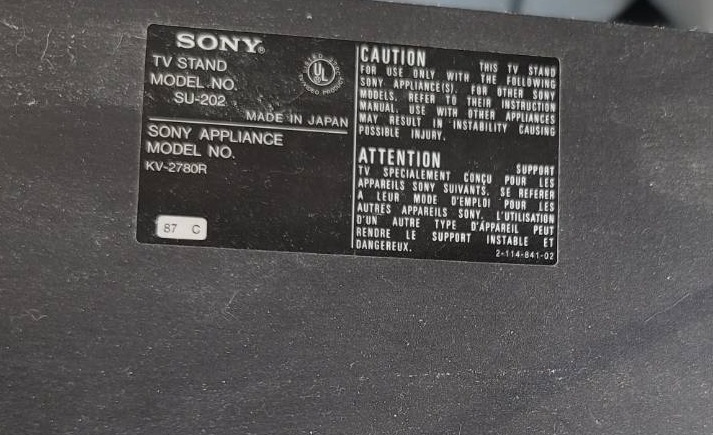 SONY®
TV STAND
MODEL NO.
SU-202
MADE IN JAPAN
SONY APPLIANCE
MODEL NO.
KV-2780R
87 C
CAUTION THIS TV STAND
FOR USE ONLY WITH THE FOLLOWING
SONY APPLIANCE(S). FOR OTHER SONY
MODELS, REFER TO THEIR INSTRUCTION
MANUAL. USE WITH OTHER APPLIANCES
MAY RESULT IN INSTABILITY CAUSING
POSSIBLE INJURY.
ATTENTION SUPPORT
TV SPECIALEMENT CONÇU POUR LES
APPAREILS SONY SUIVANTS. SE REFERER
A LEUR MODE D'EMPLOI POUR LES
AUTRES APPAREILS SONY. L'UTILISATION
D'UN AUTRE TYPE D'APPAREIL PEUT
RENDRE LE SUPPORT INSTABLE ET
DANGEREUX.
2-114-841-02
UL